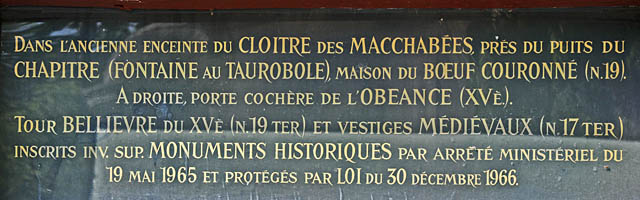 DANS L'ANCIENNE ENCEINTE DU CLOITRE DES MACCHABÉES, PRÈS DU PUITS DU
CHAPITRE (FONTAINE AU TAUROBOLE), MAISON DU BŒUF COURONNÉ (N.19).
A DROITE, PORTE COCHÈRE DE L'OBEANCE (XVÈ).
TOUR BELLIEVRE DU XVÈ (N.19 TER) ET VESTIGES MÉDIÉVAUX (N.17 TER)
INSCRITS INV. SUP. MONUMENTS HISTORIQUES PAR ARRÊTÉ MINISTÉRIEL DU
19 MAI 1965 ET PROTÉGÉS PAR LOI DU 30 DÉCEMBRE 1966.